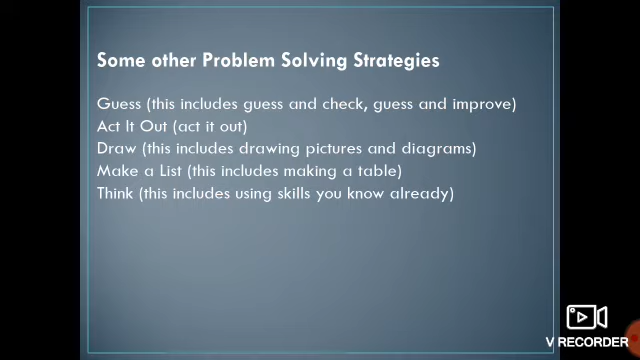 Some other Problem Solving Strategies
Guess (this includes guess and check, guess and improve)
Act It Out (act it out)
Draw (this includes drawing pictures and diagrams)
Make a List (this includes making a table)
Think (this includes using skills you know already)
V RECORDER